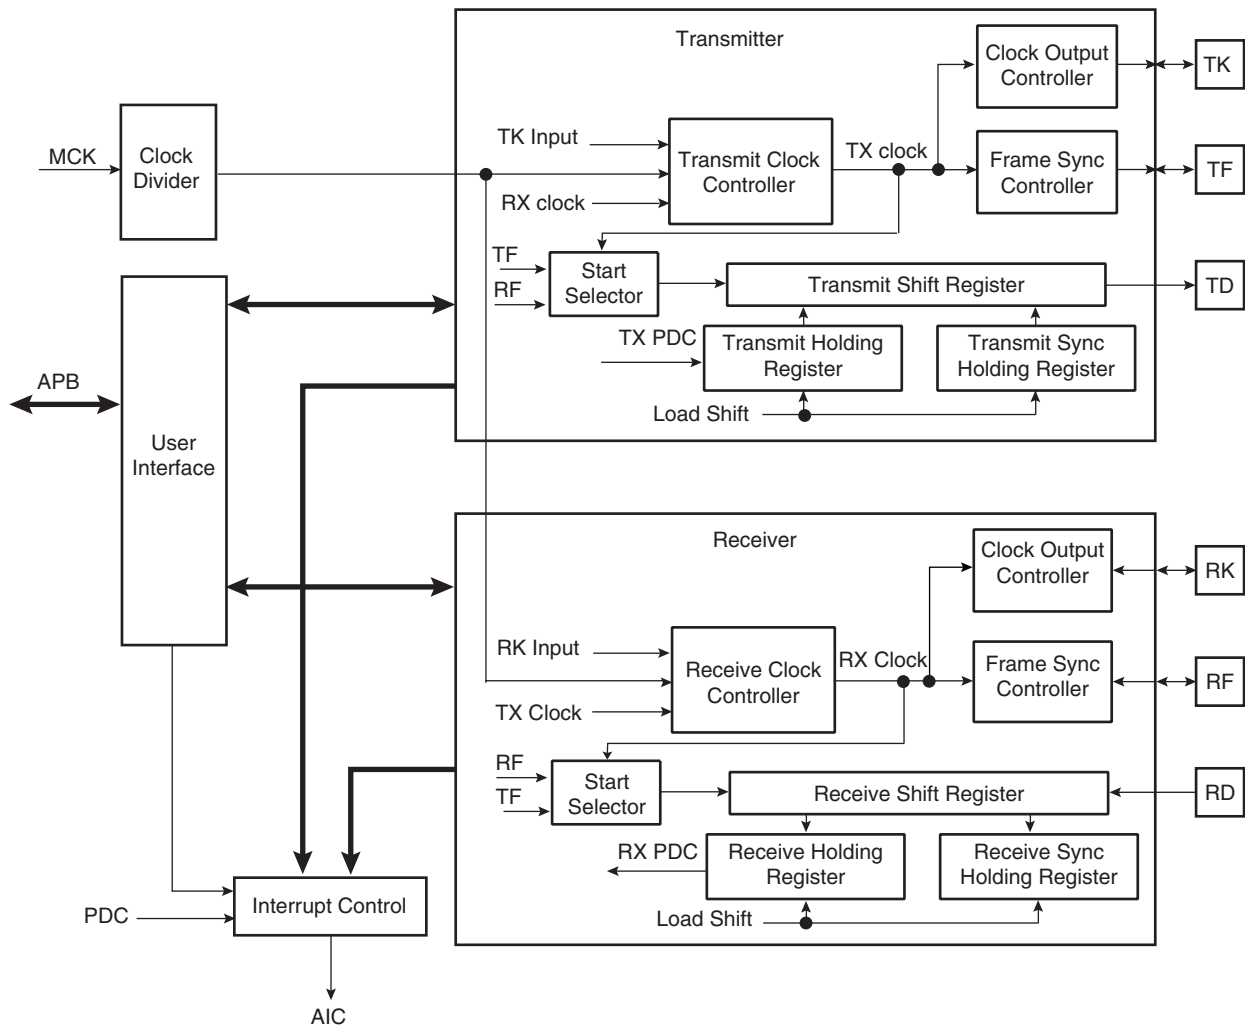 Transmitter
Clock Output
Controller
TK
MCK
Clock
Divider
TK Input
RX clock
Transmit Clock
Controller
TX clock
Frame Sync
Controller
TF
TF
RF
Start
Selector
Transmit Shift Register
TD
TX PDC
Transmit Holding
Register
Transmit Sync
Holding Register
Load Shift
APB
User
Interface
Receiver
Clock Output
Controller
RK
RK Input
TX Clock
Receive Clock
Controller
RX Clock
Frame Sync
Controller
RF
RF
TF
Start
Selector
Receive Shift Register
RD
RX PDC
Receive Holding
Register
Receive Sync
Holding Register
Load Shift
PDC
Interrupt Control
AIC